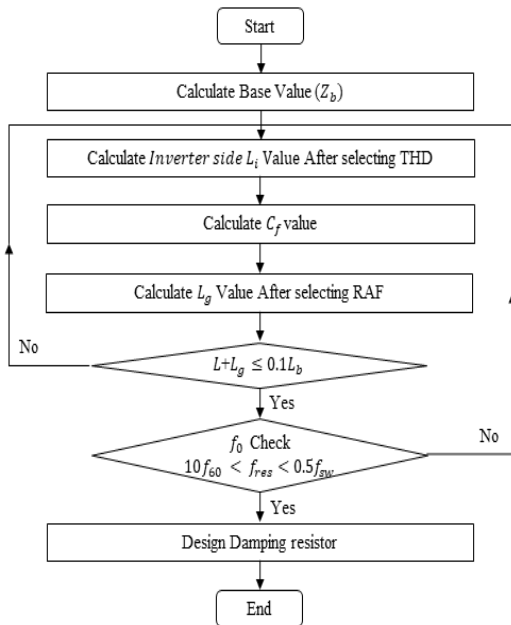 Start
Calculate Base Value (Z_b)
Calculate Inverter side L_i Value After selecting THD
Calculate C_f value
Calculate L_g Value After selecting RAF
No
L+L_g ≤ 0.1L_b
Yes
f_0 Check
No
10f_60 < f_res < 0.5f_sw
Yes
Design Damping resistor
End